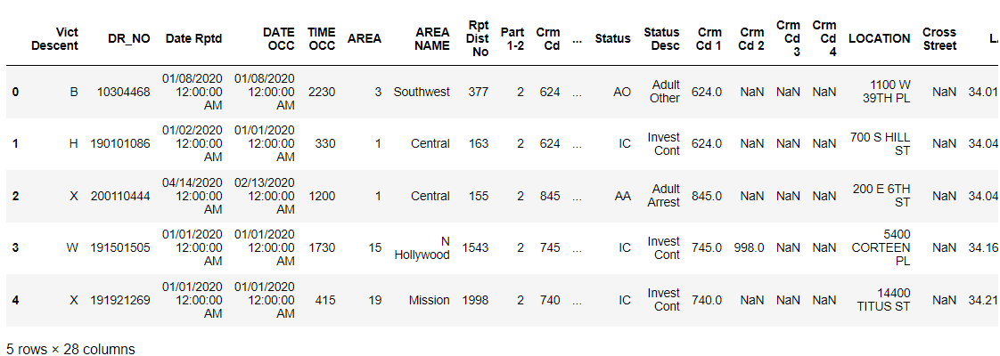 Vict Descent DR_NO Date Rptd DATE OCC TIME OCC AREA AREA NAME Rpt Dist No Part 1-2 Crm Cd ... Status Status Desc Crm Cd 1 Crm Cd 2 Crm Cd 3 Crm Cd 4 LOCATION Cross Street L
0 B 10304468 01/08/2020 12:00:00 AM 01/08/2020 12:00:00 AM 2230 3 Southwest 377 2 624 ... AO Adult Other 624.0 NaN NaN NaN 1100 W 39TH PL NaN 34.01
1 H 190101086 01/02/2020 12:00:00 AM 01/01/2020 12:00:00 AM 330 1 Central 163 2 624 ... IC Invest Cont 624.0 NaN NaN NaN 700 S HILL ST NaN 34.04
2 X 200110444 04/14/2020 12:00:00 AM 02/13/2020 12:00:00 AM 1200 1 Central 155 2 845 ... AA Adult Arrest 845.0 NaN NaN NaN 200 E 6TH ST NaN 34.04
3 W 191501505 01/01/2020 12:00:00 AM 01/01/2020 12:00:00 AM 1730 15 N Hollywood 1543 2 745 ... IC Invest Cont 745.0 998.0 NaN NaN 5400 CORTEEN PL NaN 34.16
4 X 191921269 01/01/2020 12:00:00 AM 01/01/2020 12:00:00 AM 415 19 Mission 1998 2 740 ... IC Invest Cont 740.0 NaN NaN NaN 14400 TITUS ST NaN 34.21
5 rows × 28 columns